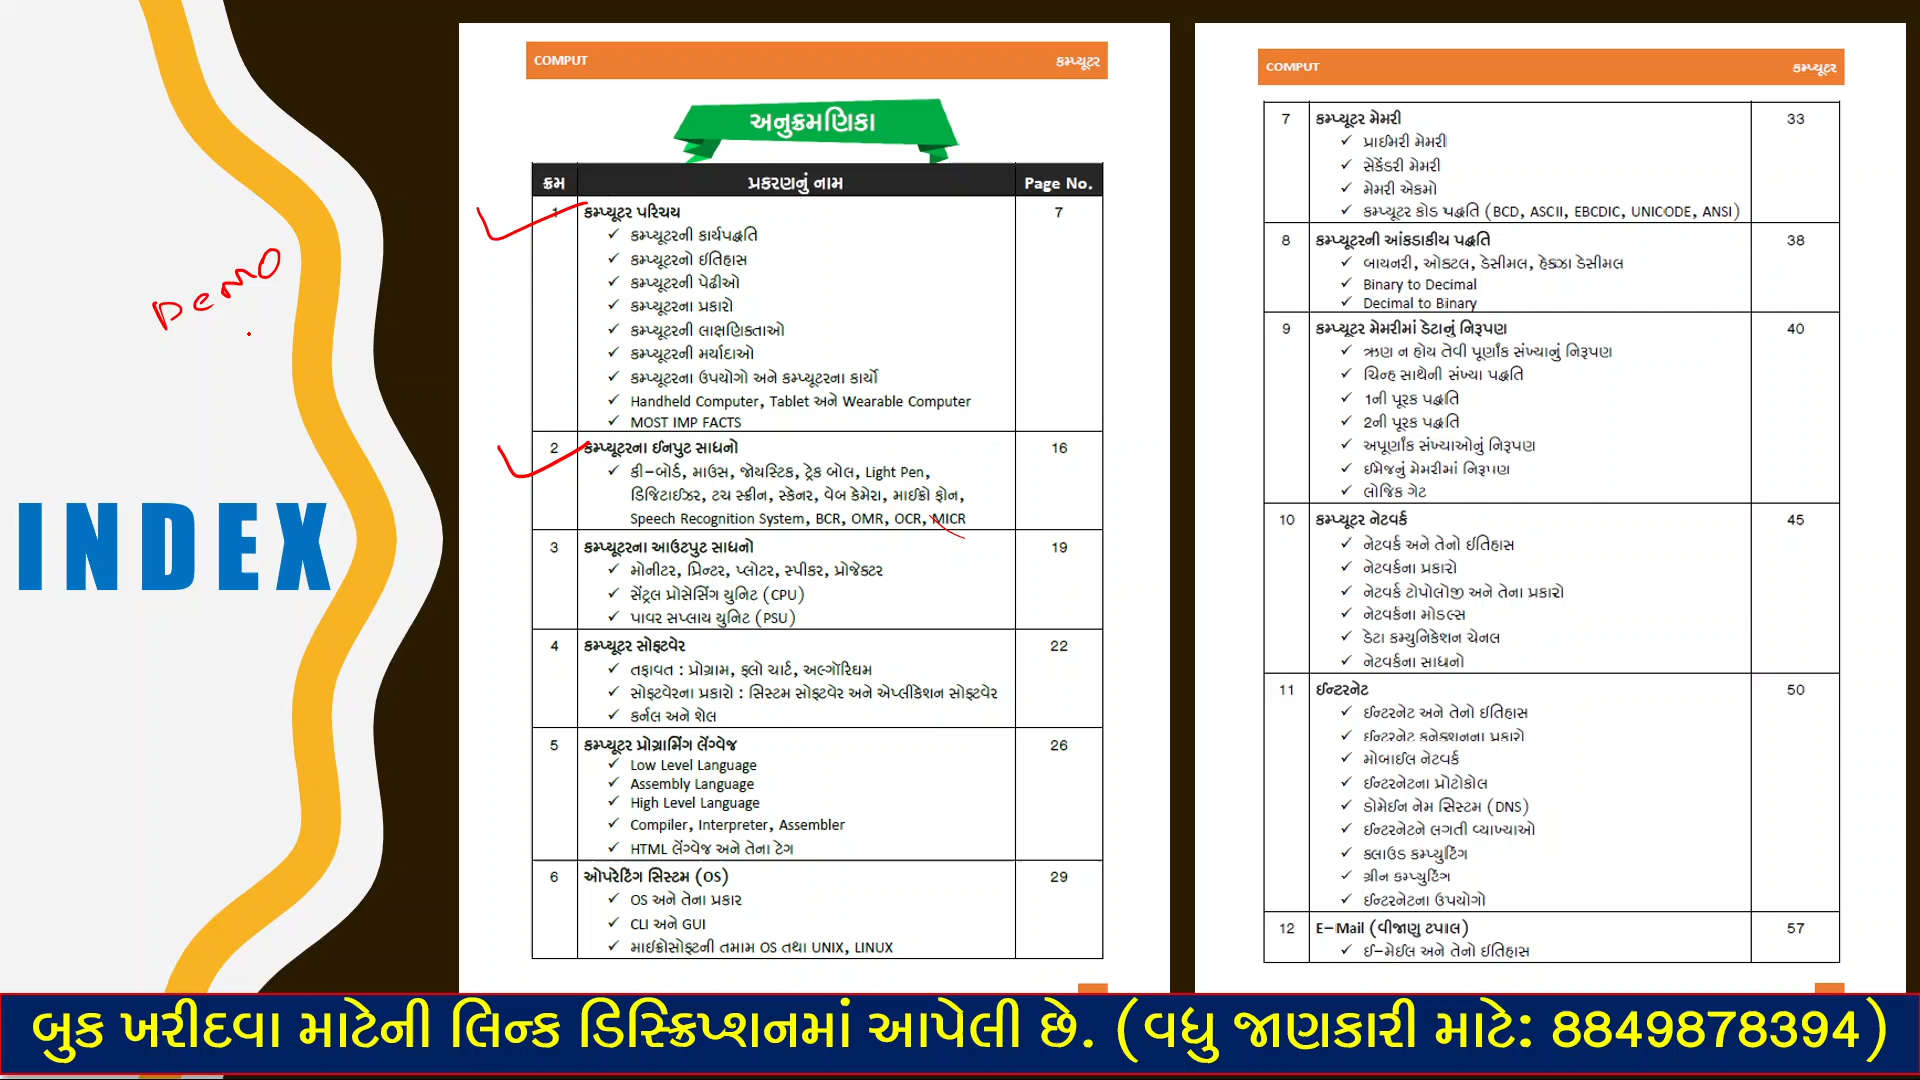 Demo
INDEX
COMPUT કમ્પ્યૂટર
અનુક્રમણિકા
ક્રમ પ્રકરણનું નામ Page No.
1 કમ્પ્યૂટર પરિચય 7
✓ કમ્પ્યૂટરની કાર્યપદ્ધતિ
✓ કમ્પ્યૂટરનો ઈતિહાસ
✓ કમ્પ્યૂટરની પેઢીઓ
✓ કમ્પ્યૂટરના પ્રકારો
✓ કમ્પ્યૂટરની લાક્ષણિકતાઓ
✓ કમ્પ્યૂટરની મર્યાદાઓ
✓ કમ્પ્યૂટરના ઉપયોગો અને કમ્પ્યૂટરના કાર્યો
✓ Handheld Computer, Tablet અને Wearable Computer
✓ MOST IMP FACTS
2 કમ્પ્યૂટરના ઈનપુટ સાધનો 16
✓ કી-બોર્ડ, માઉસ, જોયસ્ટિક, ટ્રેક બોલ, Light Pen,
ડિજિટાઈઝર, ટચ સ્ક્રીન, સ્કેનર, વેબ કેમેરા, માઈક્રો ફોન,
Speech Recognition System, BCR, OMR, OCR, MICR
3 કમ્પ્યૂટરના આઉટપુટ સાધનો 19
✓ મોનીટર, પ્રિન્ટર, પ્લોટર, સ્પીકર, પ્રોજેક્ટર
✓ સેંટ્રલ પ્રોસેસિંગ યુનિટ (CPU)
✓ પાવર સપ્લાય યુનિટ (PSU)
4 કમ્પ્યૂટર સોફ્ટવેર 22
✓ તફાવત : પ્રોગ્રામ, ફ્લો ચાર્ટ, અલ્ગૉરિધમ
✓ સોફ્ટવેરના પ્રકારો : સિસ્ટમ સોફ્ટવેર અને એપ્લીકેશન સોફ્ટવેર
✓ કર્નલ અને શેલ
5 કમ્પ્યૂટર પ્રોગ્રામિંગ લેંગ્વેજ 26
✓ Low Level Language
✓ Assembly Language
✓ High Level Language
✓ Compiler, Interpreter, Assembler
✓ HTML લેંગ્વેજ અને તેના ટેગ
6 ઓપરેટિંગ સિસ્ટમ (OS) 29
✓ OS અને તેના પ્રકાર
✓ CLI અને GUI
✓ માઈક્રોસોફ્ટની તમામ OS તથા UNIX, LINUX
COMPUT કમ્પ્યૂટર
7 કમ્પ્યૂટર મેમરી 33
✓ પ્રાઈમરી મેમરી
✓ સેકેંડરી મેમરી
✓ મેમરી એકમો
✓ કમ્પ્યૂટર કોડ પદ્ધતિ (BCD, ASCII, EBCDIC, UNICODE, ANSI)
8 કમ્પ્યૂટરની આંકડાકીય પદ્ધતિ 38
✓ બાયનરી, ઓક્ટલ, ડેસીમલ, હેક્ઝા ડેસીમલ
✓ Binary to Decimal
✓ Decimal to Binary
9 કમ્પ્યૂટર મેમરીમાં ડેટાનું નિરૂપણ 40
✓ ઋણ ન હોય તેવી પૂર્ણાંક સંખ્યાનું નિરૂપણ
✓ ચિન્હ સાથેની સંખ્યા પદ્ધતિ
✓ 1ની પૂરક પદ્ધતિ
✓ 2ની પૂરક પદ્ધતિ
✓ અપૂર્ણાંક સંખ્યાઓનું નિરૂપણ
✓ ઈમેજનું મેમરીમાં નિરૂપણ
✓ લોજિક ગેટ
10 કમ્પ્યૂટર નેટવર્ક 45
✓ નેટવર્ક અને તેનો ઈતિહાસ
✓ નેટવર્કના પ્રકારો
✓ નેટવર્ક ટોપોલોજી અને તેના પ્રકારો
✓ નેટવર્કના મોડલ્સ
✓ ડેટા કમ્યુનિકેશન ચેનલ
✓ નેટવર્કના સાધનો
11 ઈન્ટરનેટ 50
✓ ઈન્ટરનેટ અને તેનો ઈતિહાસ
✓ ઈન્ટરનેટ કનેક્શનના પ્રકારો
✓ મોબાઈલ નેટવર્ક
✓ ઈન્ટરનેટના પ્રોટોકોલ
✓ ડોમેઈન નેમ સિસ્ટમ (DNS)
✓ ઈન્ટરનેટને લગતી વ્યાખ્યાઓ
✓ ક્લાઉડ કમ્પ્યુટિંગ
✓ ગ્રીન કમ્પ્યુટિંગ
✓ ઈન્ટરનેટના ઉપયોગો
12 E-Mail (વીજાણુ ટપાલ) 57
✓ ઈ-મેઈલ અને તેનો ઈતિહાસ
બુક ખરીદવા માટેની લિન્ક ડિસ્ક્રિપ્શનમાં આપેલી છે. (વધુ જાણકારી માટે: 8849878394)